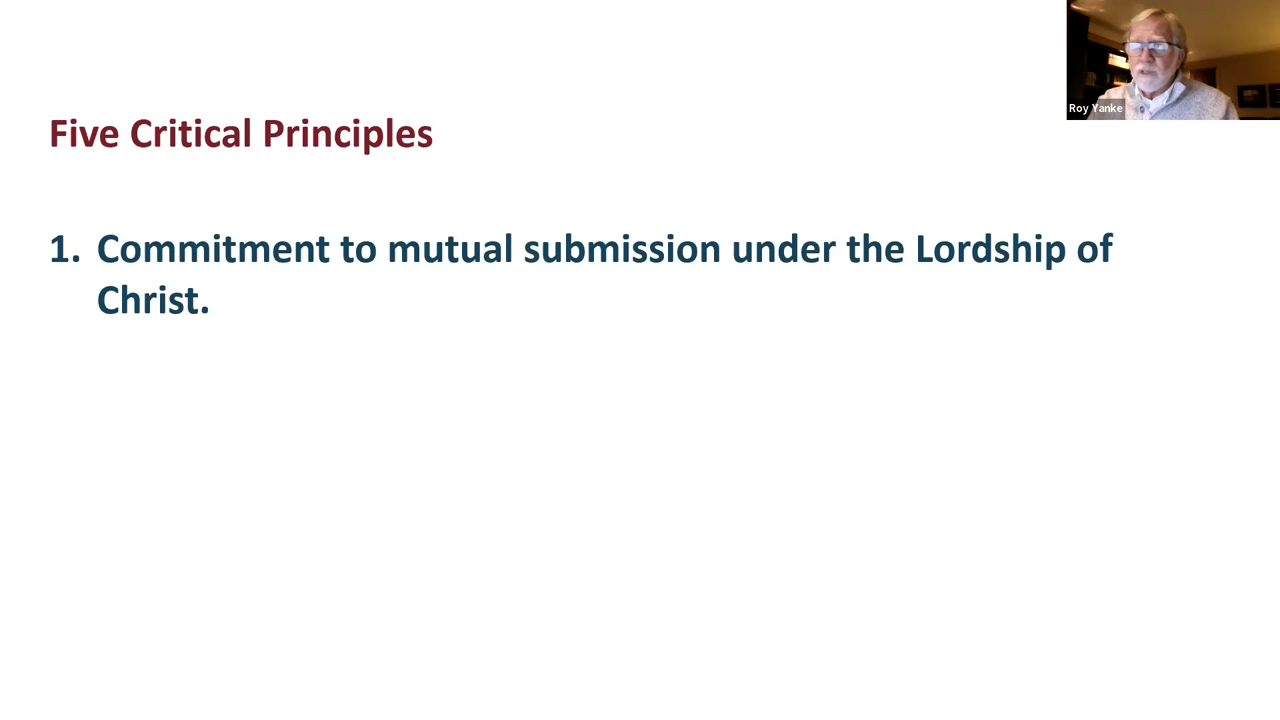 Roy Yanke
Five Critical Principles
1. Commitment to mutual submission under the Lordship of
Christ.